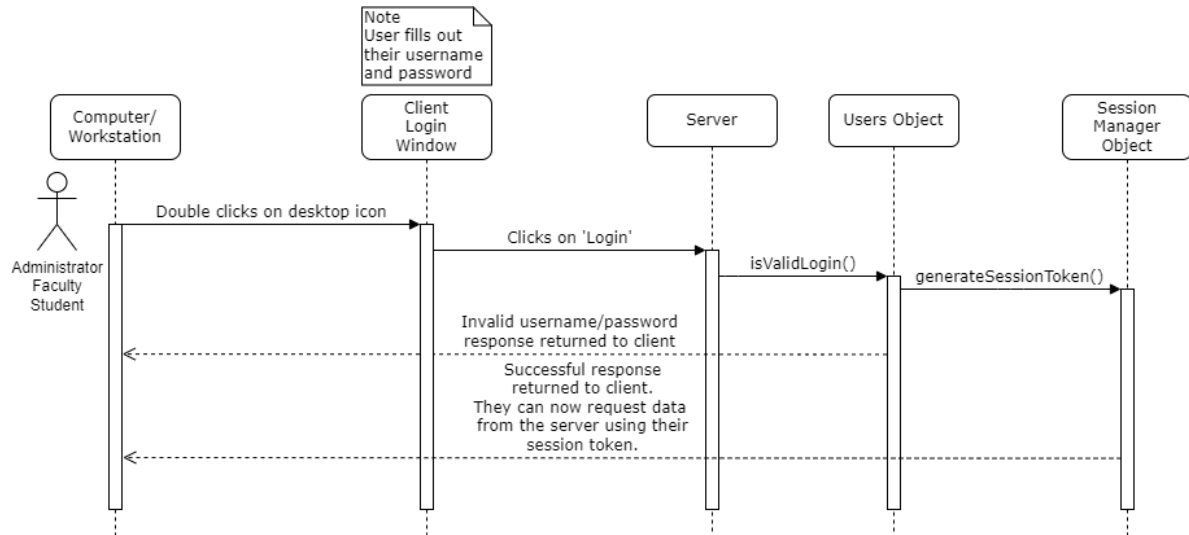 Note
User fills out
their username
and password
Computer/
Workstation
Client
Login
Window
Server
Users Object
Session
Manager
Object
Administrator
Faculty
Student
Double clicks on desktop icon
Clicks on 'Login'
isValidLogin()
generateSessionToken()
Invalid username/password
response returned to client
Successful response
returned to client.
They can now request data
from the server using their
session token.